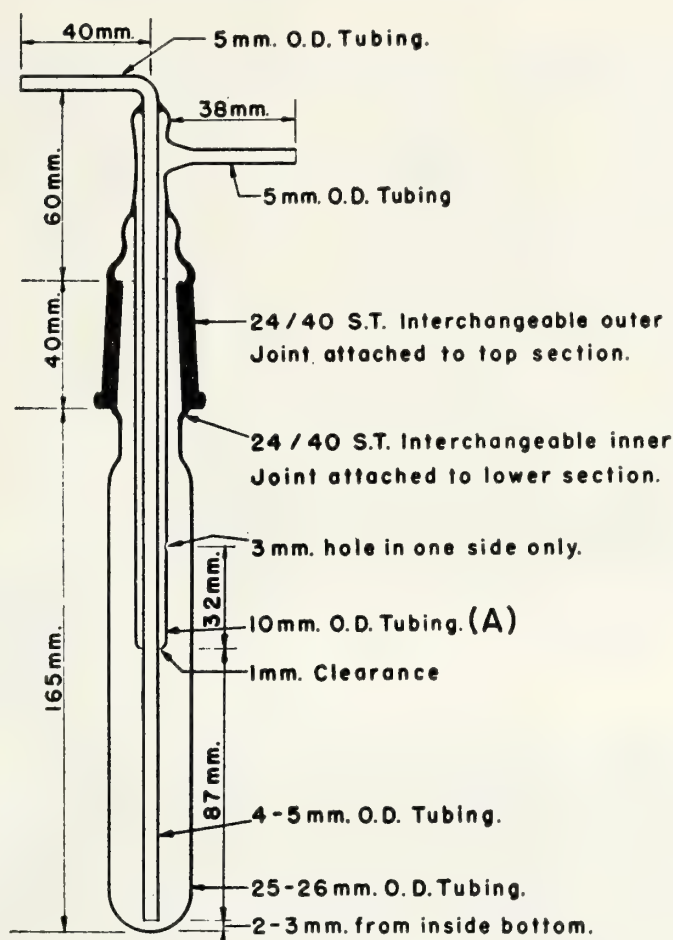 40mm.
5mm. O.D. Tubing.
38mm.
5mm. O.D. Tubing
60mm.
40mm.
24/40 S.T. Interchangeable outer
Joint attached to top section.
24/40 S.T. Interchangeable inner
Joint attached to lower section.
3mm. hole in one side only.
32mm.
10mm. O.D. Tubing. (A)
1mm. Clearance
165mm.
87mm.
4-5mm. O.D. Tubing.
25-26mm. O.D. Tubing.
2-3mm. from inside bottom.